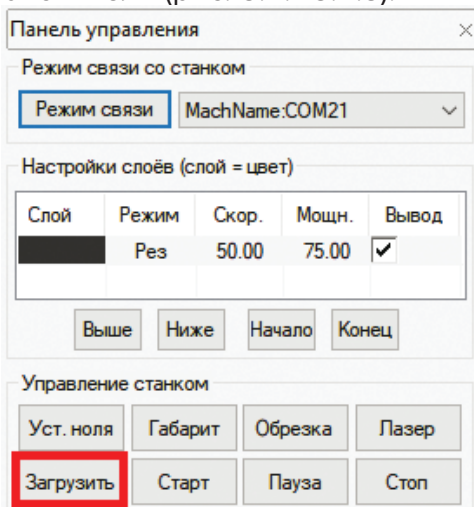 Панель управления
Режим связи со станком
Режим связи MachName:COM21
Настройки слоёв (слой = цвет)
Слой Режим Скор. Мощн. Вывод
Рез 50.00 75.00
Выше Ниже Начало Конец
Управление станком
Уст. ноля Габарит Обрезка Лазер
Загрузить Старт Пауза Стоп